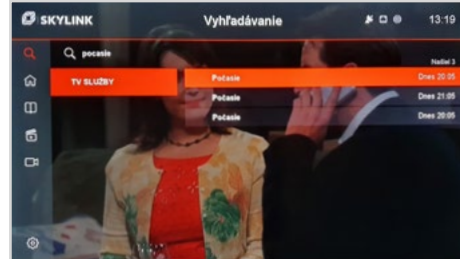 SKYLINK
Vyhľadávanie
13:19
pocasie
Našiel 3
TV SLUŽBY
Počasie
Dnes 20:05
Počasie
Dnes 21:05
Počasie
Dnes 20:05